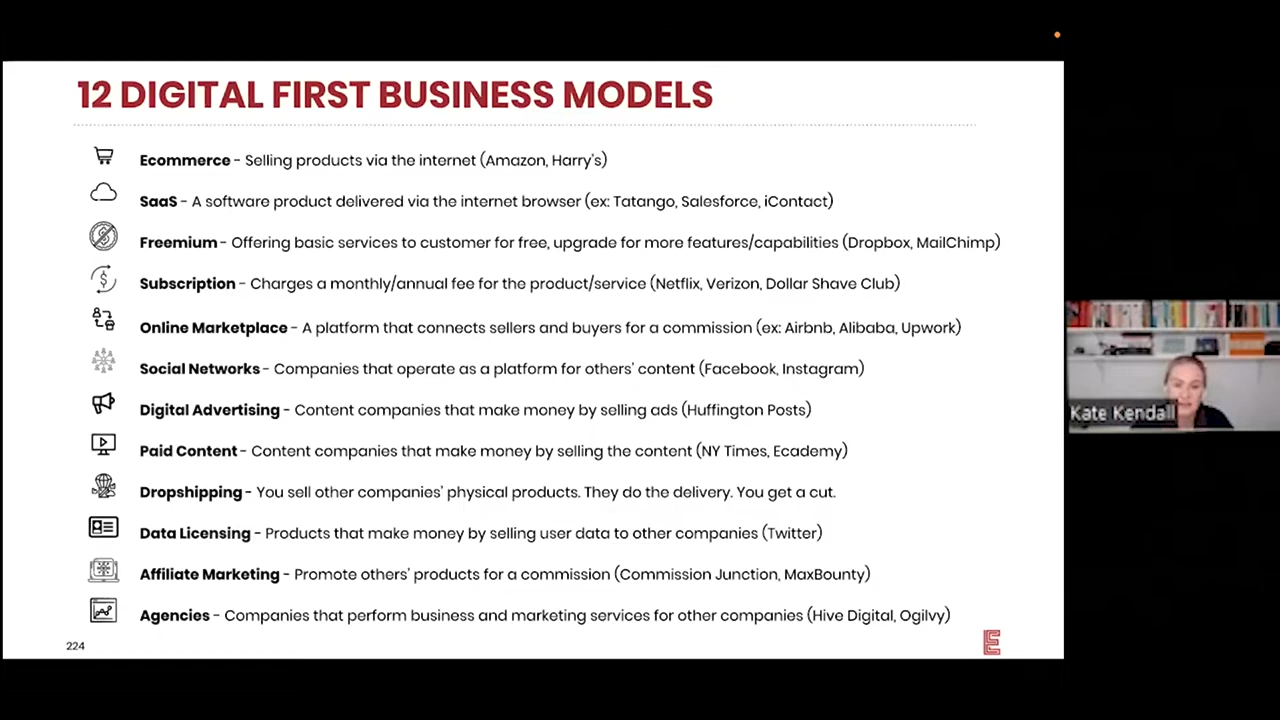 12 DIGITAL FIRST BUSINESS MODELS
Ecommerce - Selling products via the internet (Amazon, Harry's)
SaaS - A software product delivered via the internet browser (ex: Tatango, Salesforce, iContact)
Freemium - Offering basic services to customer for free, upgrade for more features/capabilities (Dropbox, MailChimp)
Subscription - Charges a monthly/annual fee for the product/service (Netflix, Verizon, Dollar Shave Club)
Online Marketplace - A platform that connects sellers and buyers for a commission (ex: Airbnb, Alibaba, Upwork)
Social Networks - Companies that operate as a platform for others' content (Facebook, Instagram)
Digital Advertising - Content companies that make money by selling ads (Huffington Posts)
Paid Content - Content companies that make money by selling the content (NY Times, Ecademy)
Dropshipping - You sell other companies' physical products. They do the delivery. You get a cut.
Data Licensing - Products that make money by selling user data to other companies (Twitter)
Affiliate Marketing - Promote others' products for a commission (Commission Junction, MaxBounty)
Agencies - Companies that perform business and marketing services for other companies (Hive Digital, Ogilvy)
224
E
Kate Kendall